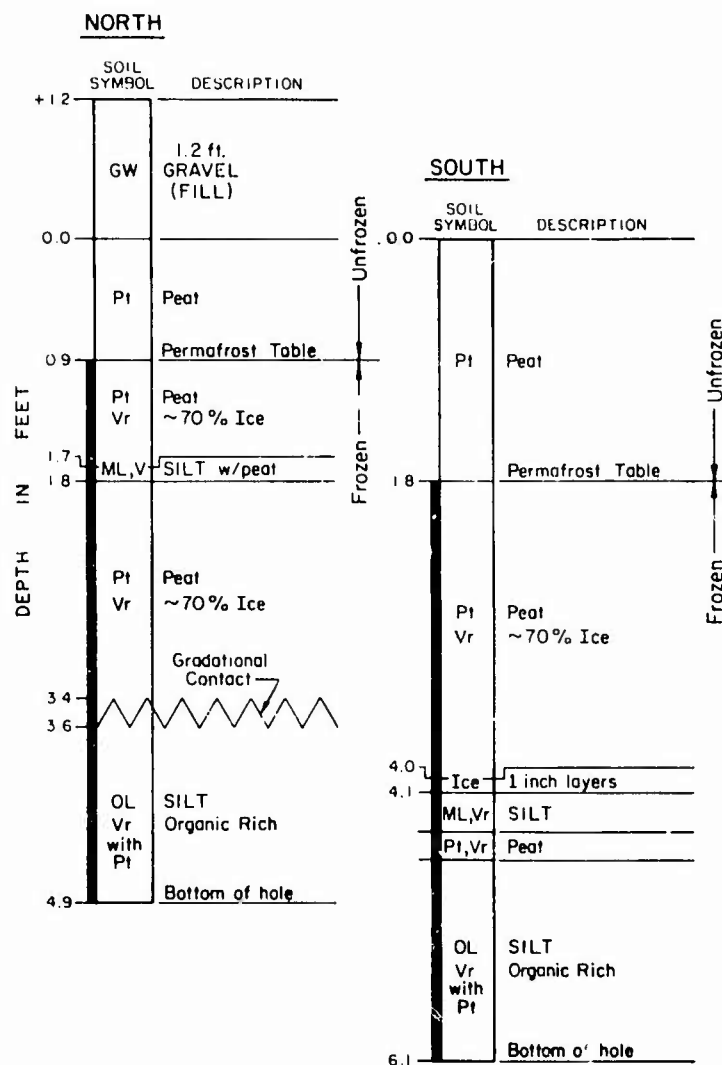 NORTH
SOIL SYMBOL DESCRIPTION
+1.2
GW
1.2 ft.
GRAVEL
(FILL)
0.0
Pt Peat
Permafrost Table
0.9
Pt Peat
Vr ~70% Ice
1.7
ML,V SILT w/peat
1.8
Pt Peat
Vr ~70% Ice
Gradational
Contact
3.4
3.6
OL SILT
Vr Organic Rich
with
Pt
Bottom of hole
4.9
DEPTH IN FEET
Unfrozen
Frozen
SOUTH
SOIL SYMBOL DESCRIPTION
.00
Pt Peat
Permafrost Table
1.8
Pt Peat
Vr ~70% Ice
4.0
Ice 1 inch layers
4.1
ML,Vr SILT
Pt,Vr Peat
OL SILT
Vr Organic Rich
with
Pt
Bottom o' hole
6.1
Unfrozen
Frozen